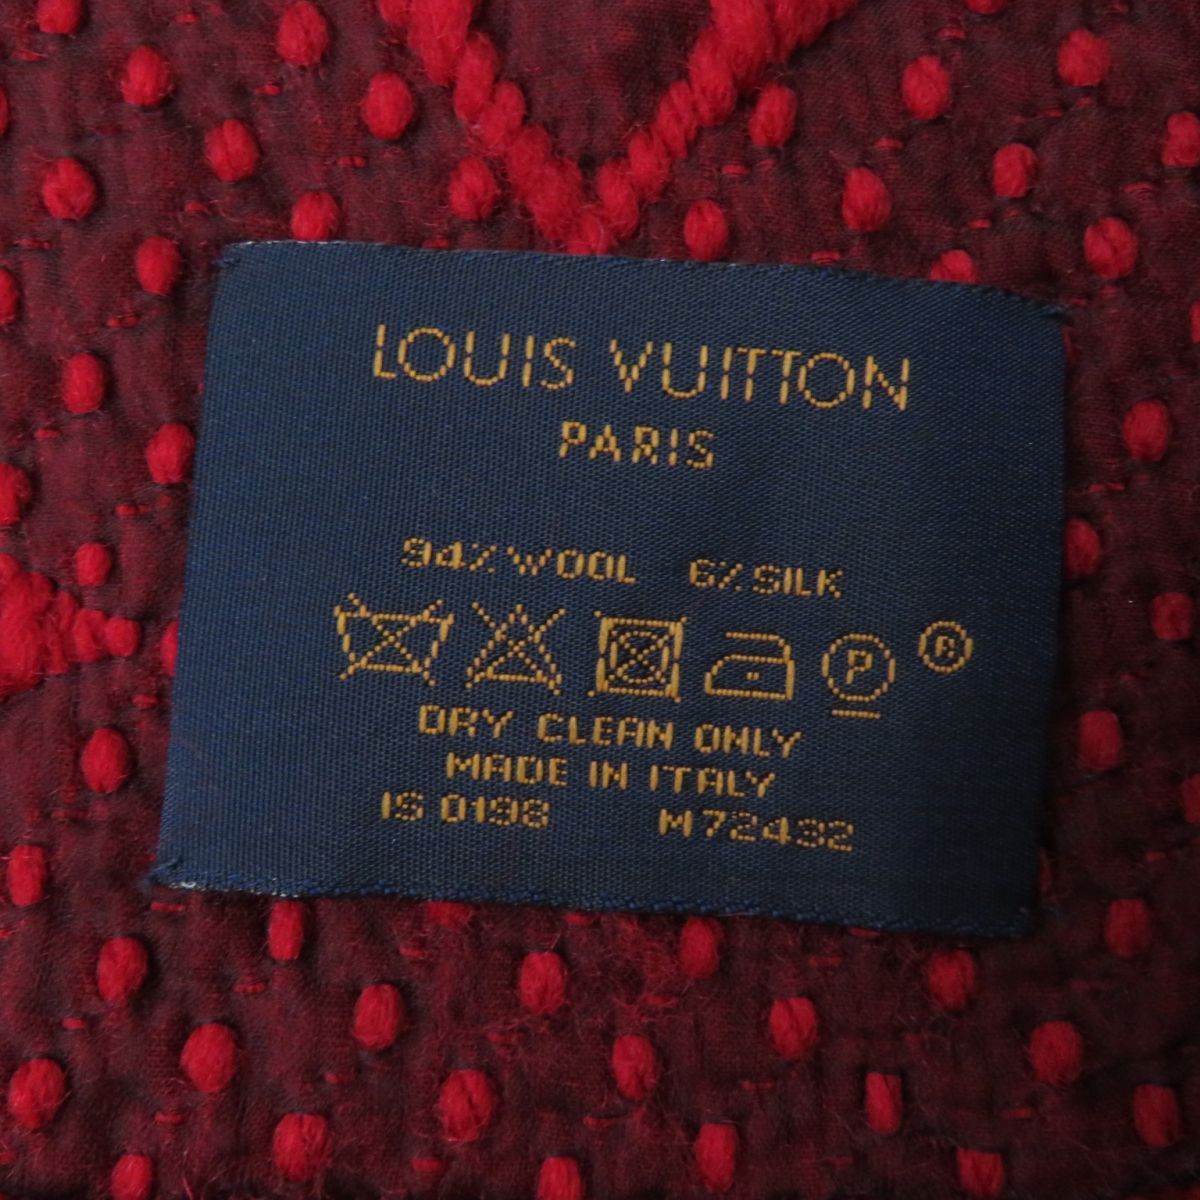 LOUIS VUITTON
PARIS
94% WOOL 6% SILK
P ®
DRY CLEAN ONLY
MADE IN ITALY
IS 0198 M72432